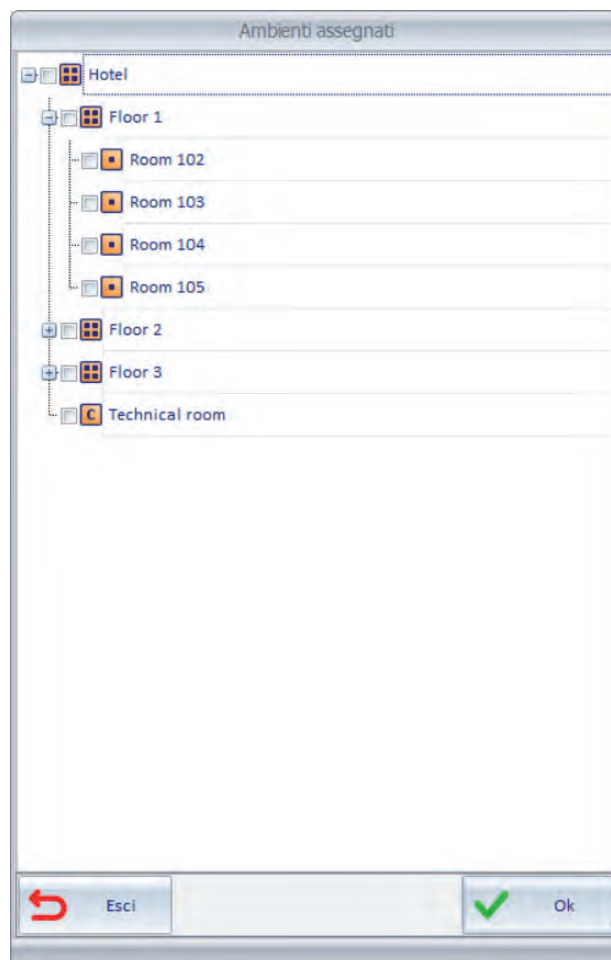 Ambienti assegnati
Hotel
Floor 1
Room 102
Room 103
Room 104
Room 105
Floor 2
Floor 3
C Technical room
Esci
Ok